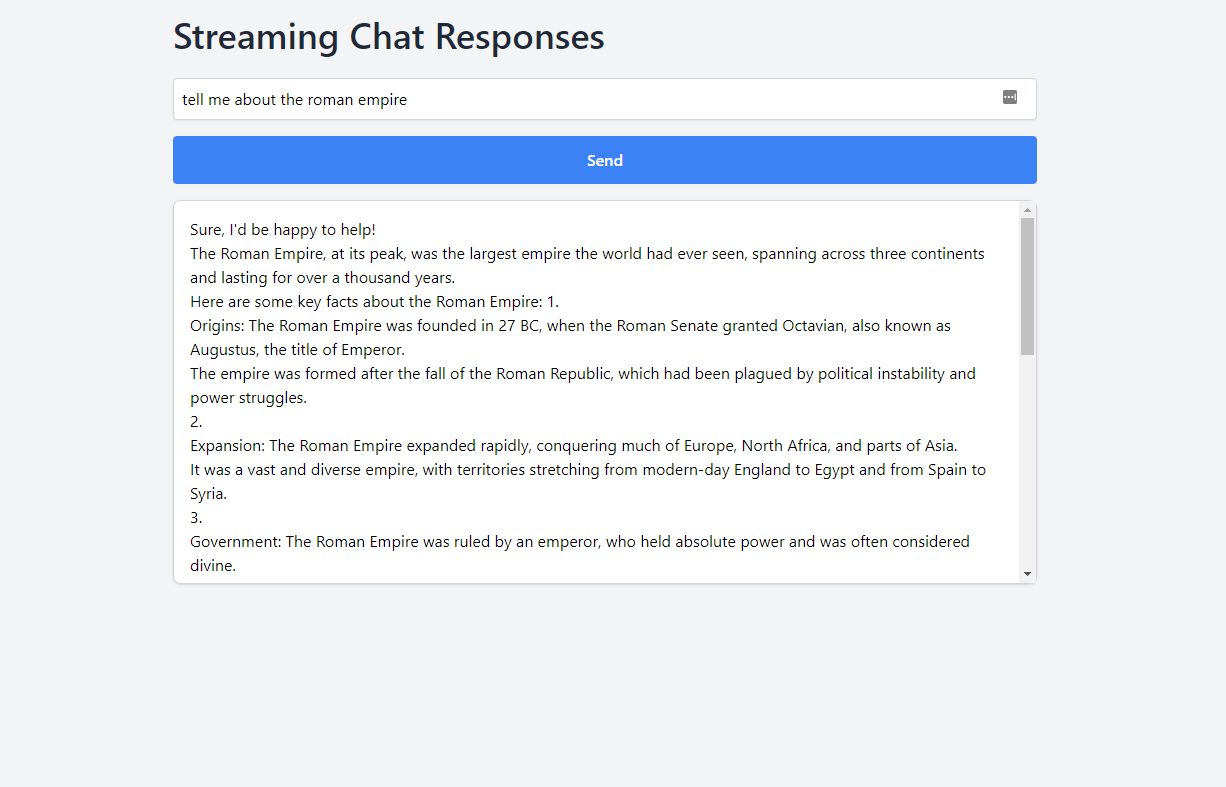 Streaming Chat Responses
tell me about the roman empire
Send
Sure, I'd be happy to help!
The Roman Empire, at its peak, was the largest empire the world had ever seen, spanning across three continents
and lasting for over a thousand years.
Here are some key facts about the Roman Empire: 1.
Origins: The Roman Empire was founded in 27 BC, when the Roman Senate granted Octavian, also known as
Augustus, the title of Emperor.
The empire was formed after the fall of the Roman Republic, which had been plagued by political instability and
power struggles.
2.
Expansion: The Roman Empire expanded rapidly, conquering much of Europe, North Africa, and parts of Asia.
It was a vast and diverse empire, with territories stretching from modern-day England to Egypt and from Spain to
Syria.
3.
Government: The Roman Empire was ruled by an emperor, who held absolute power and was often considered
divine.